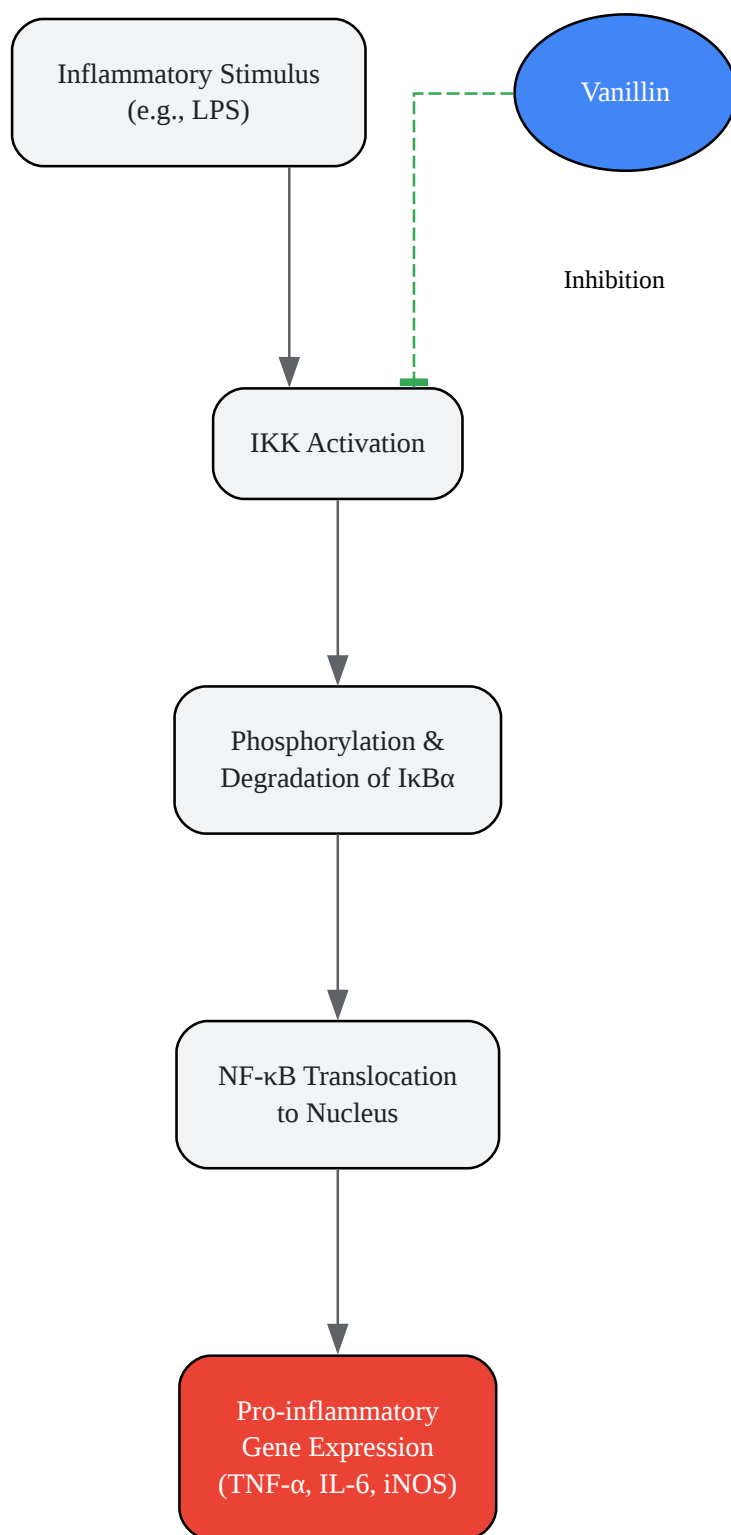 Inflammatory Stimulus
(e.g., LPS)
Vanillin
Inhibition
IKK Activation
Phosphorylation &
Degradation of IκBα
NF-κB Translocation
to Nucleus
Pro-inflammatory
Gene Expression
(TNF-α, IL-6, iNOS)